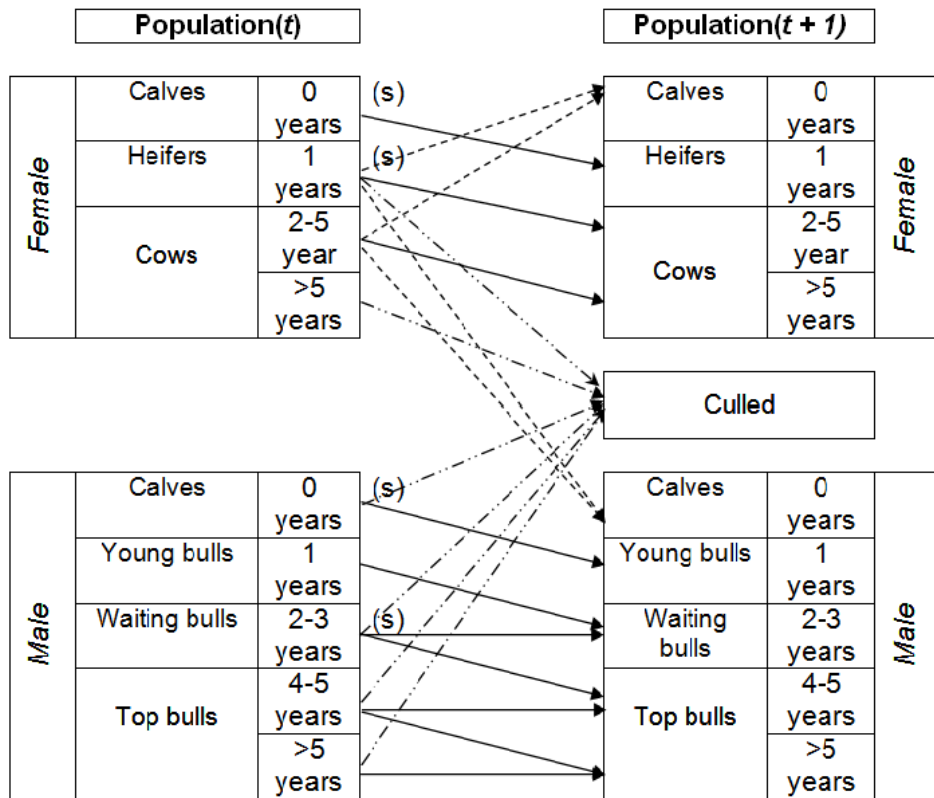 Population(t)
Population(t + 1)
Female
Calves
0
years
(s)
Heifers
1
years
(s)
Cows
2-5
year
>5
years
Calves
0
years
Heifers
1
years
Cows
2-5
year
>5
years
Female
Culled
Male
Calves
0
years
(s)
Young bulls
1
years
Waiting bulls
2-3
years
(s)
Top bulls
4-5
years
>5
years
Calves
0
years
Young bulls
1
years
Waiting
bulls
2-3
years
Top bulls
4-5
years
>5
years
Male